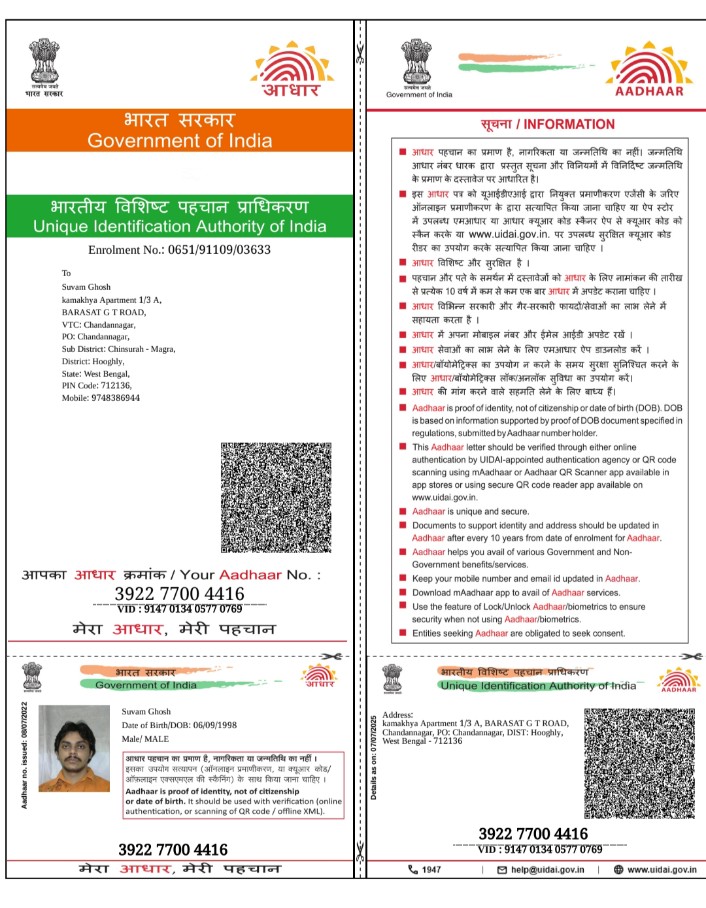 सत्यमेव जयते
भारत सरकार
आधार
भारत सरकार
Government of India
भारतीय विशिष्ट पहचान प्राधिकरण
Unique Identification Authority of India
Enrolment No.: 0651/91109/03633
To
Suvam Ghosh
kamakhya Apartment 1/3 A,
BARASAT G T ROAD,
VTC: Chandannagar,
PO: Chandannagar,
Sub District: Chinsurah - Magra,
District: Hooghly,
State: West Bengal,
PIN Code: 712136,
Mobile: 9748386944
आपका आधार क्रमांक / Your Aadhaar No. :
3922 7700 4416
VID : 9147 0134 0577 0769
मेरा आधार, मेरी पहचान
सत्यमेव जयते
Government of India
AADHAAR
सूचना / INFORMATION
आधार पहचान का प्रमाण है, नागरिकता या जन्मतिथि का नहीं। जन्मतिथि
आधार नंबर धारक द्वारा प्रस्तुत सूचना और विनियमों में विनिर्दिष्ट जन्मतिथि
के प्रमाण के दस्तावेज पर आधारित है।
इस आधार पत्र को यूआईडीएआई द्वारा नियुक्त प्रमाणीकरण एजेंसी के जरिए
ऑनलाइन प्रमाणीकरण के द्वारा सत्यापित किया जाना चाहिए या ऐप स्टोर
में उपलब्ध एमआधार या आधार क्यूआर कोड स्कैनर ऐप से क्यूआर कोड को
स्कैन करके या www.uidai.gov.in. पर उपलब्ध सुरक्षित क्यूआर कोड
रीडर का उपयोग करके सत्यापित किया जाना चाहिए ।
आधार विशिष्ट और सुरक्षित है ।
पहचान और पते के समर्थन में दस्तावेजों को आधार के लिए नामांकन की तारीख
से प्रत्येक 10 वर्ष में कम से कम एक बार आधार में अपडेट कराना चाहिए ।
आधार विभिन्न सरकारी और गैर-सरकारी फायदों/सेवाओं का लाभ लेने में
सहायता करता है ।
आधार में अपना मोबाइल नंबर और ईमेल आईडी अपडेट रखें ।
आधार सेवाओं का लाभ लेने के लिए एमआधार ऐप डाउनलोड करें ।
आधार/बॉयोमेट्रिक्स का उपयोग न करने के समय सुरक्षा सुनिश्चित करने के
लिए आधार/बॉयोमेट्रिक्स लॉक/अनलॉक सुविधा का उपयोग करें।
आधार की मांग करने वाले सहमति लेने के लिए बाध्य हैं।
Aadhaar is proof of identity, not of citizenship or date of birth (DOB). DOB
is based on information supported by proof of DOB document specified in
regulations, submitted by Aadhaar number holder.
This Aadhaar letter should be verified through either online
authentication by UIDAI-appointed authentication agency or QR code
scanning using mAadhaar or Aadhaar QR Scanner app available in
app stores or using secure QR code reader app available on
www.uidai.gov.in.
Aadhaar is unique and secure.
Documents to support identity and address should be updated in
Aadhaar after every 10 years from date of enrolment for Aadhaar.
Aadhaar helps you avail of various Government and Non-
Government benefits/services.
Keep your mobile number and email id updated in Aadhaar.
Download mAadhaar app to avail of Aadhaar services.
Use the feature of Lock/Unlock Aadhaar/biometrics to ensure
security when not using Aadhaar/biometrics.
Entities seeking Aadhaar are obligated to seek consent.
भारत सरकार
Government of India
आधार
Aadhaar no. issued: 08/07/2022
Suvam Ghosh
Date of Birth/DOB: 06/09/1998
Male/ MALE
आधार पहचान का प्रमाण है, नागरिकता या जन्मतिथि का नहीं ।
इसका उपयोग सत्यापन (ऑनलाइन प्रमाणीकरण, या क्यूआर कोड/
ऑफ़लाइन एक्सएमएल की स्कैनिंग) के साथ किया जाना चाहिए ।
Aadhaar is proof of identity, not of citizenship
or date of birth. It should be used with verification (online
authentication, or scanning of QR code / offline XML).
3922 7700 4416
मेरा आधार, मेरी पहचान
भारतीय विशिष्ट पहचान प्राधिकरण
Unique Identification Authority of India
AADHAAR
Details as on: 07/07/2025
Address:
kamakhya Apartment 1/3 A, BARASAT G T ROAD,
Chandannagar, PO: Chandannagar, DIST: Hooghly,
West Bengal - 712136
3922 7700 4416
VID : 9147 0134 0577 0769
1947 | help@uidai.gov.in | www.uidai.gov.in